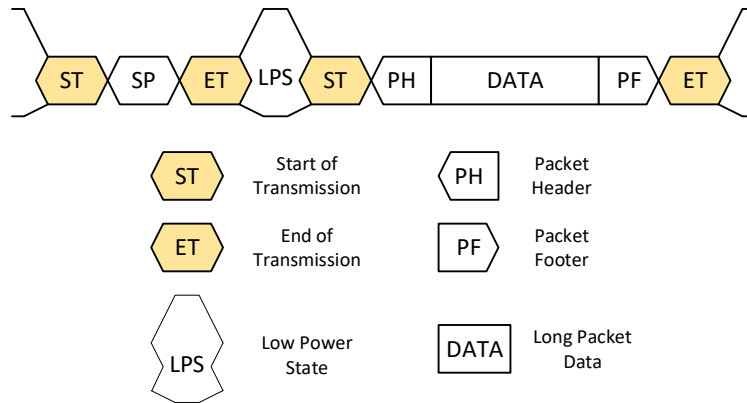 ST SP ET LPS ST PH DATA PF ET
ST Start of
Transmission
PH Packet
Header
ET End of
Transmission
PF Packet
Footer
LPS Low Power
State
DATA Long Packet
Data